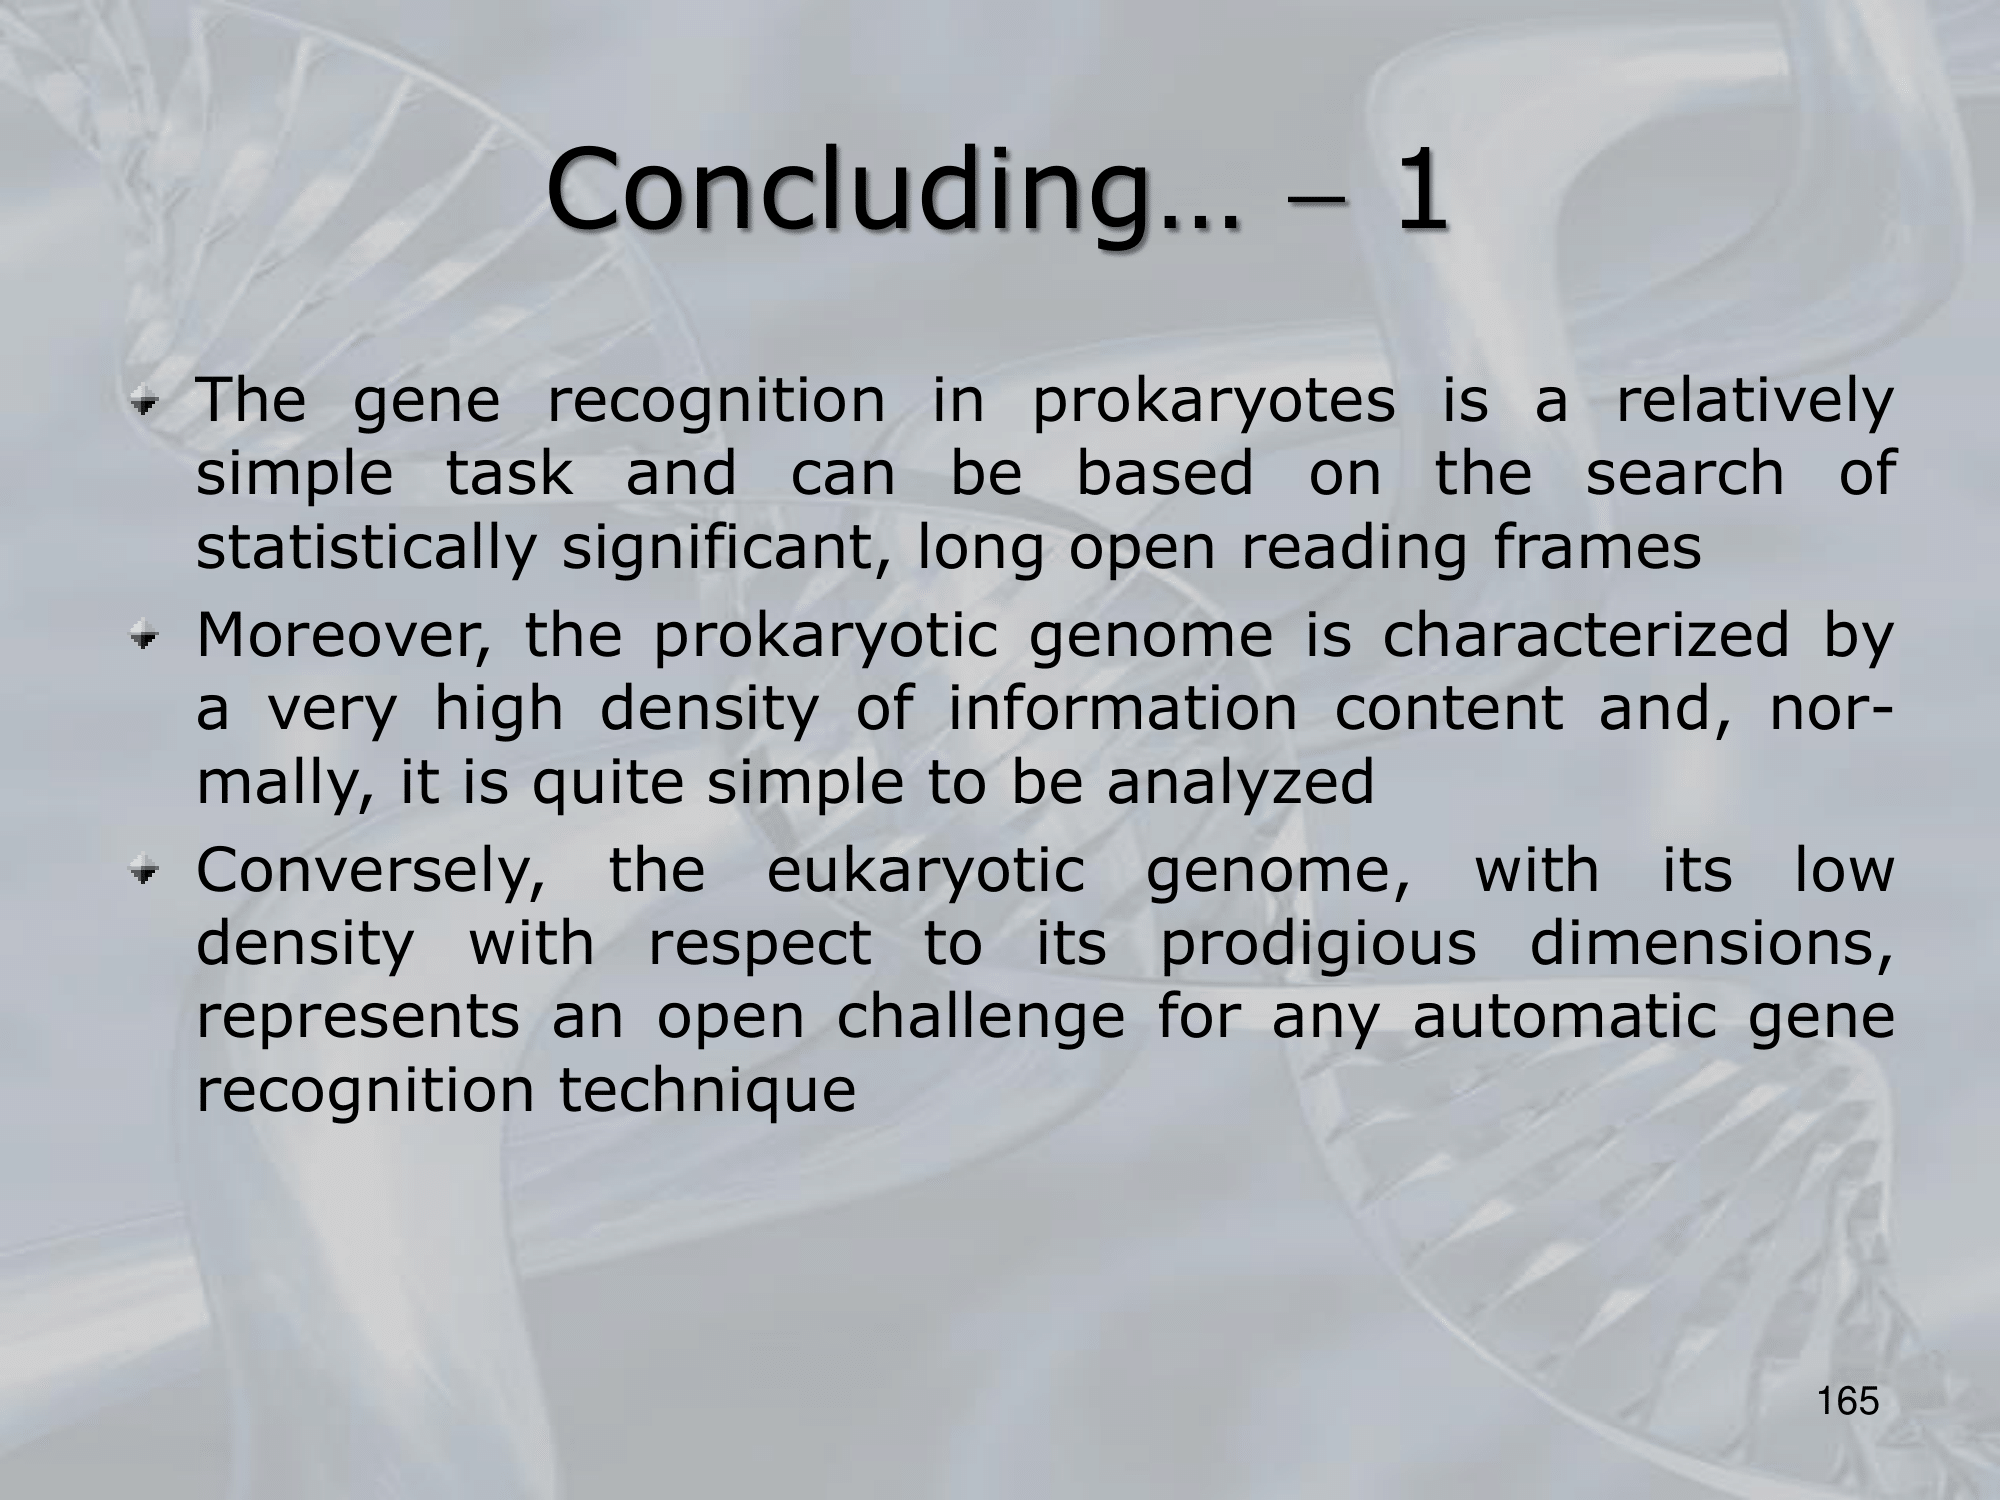 Concluding… – 1
The gene recognition in prokaryotes is a relatively
simple task and can be based on the search of
statistically significant, long open reading frames
Moreover, the prokaryotic genome is characterized by
a very high density of information content and, nor-
mally, it is quite simple to be analyzed
Conversely, the eukaryotic genome, with its low
density with respect to its prodigious dimensions,
represents an open challenge for any automatic gene
recognition technique
165